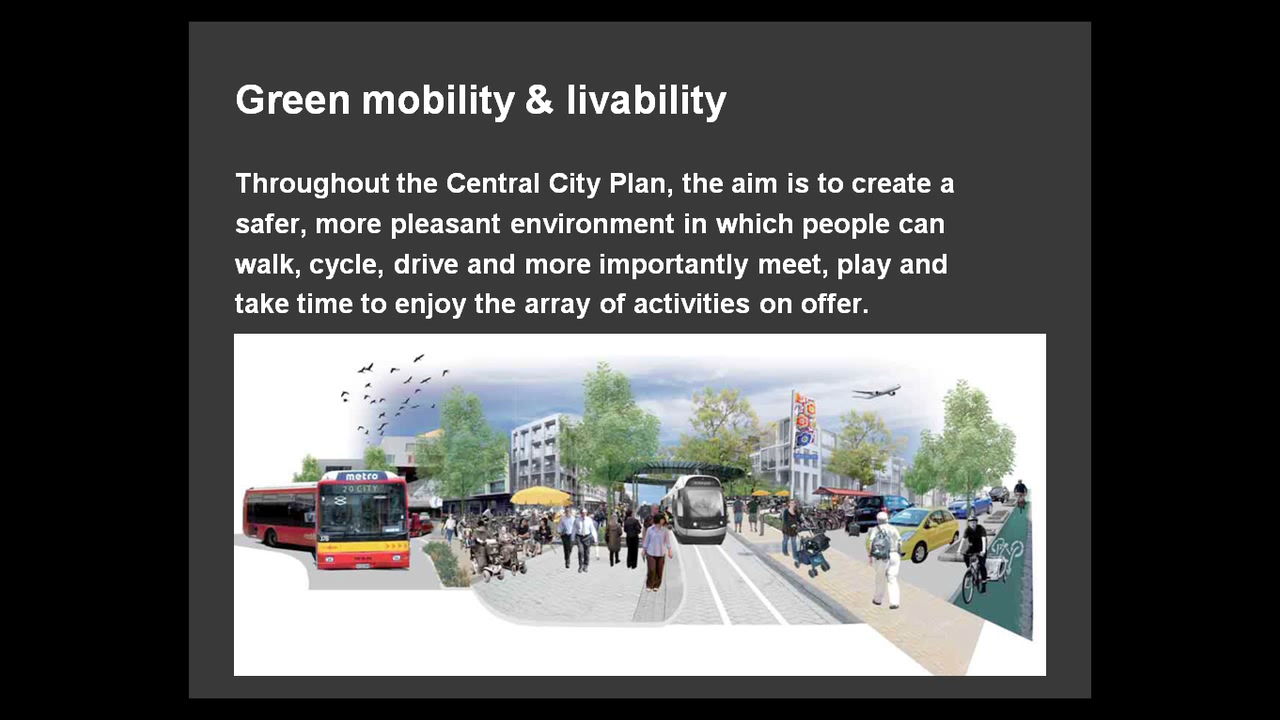 Green mobility & livability
Throughout the Central City Plan, the aim is to create a
safer, more pleasant environment in which people can
walk, cycle, drive and more importantly meet, play and
take time to enjoy the array of activities on offer.
metro
20 CITY